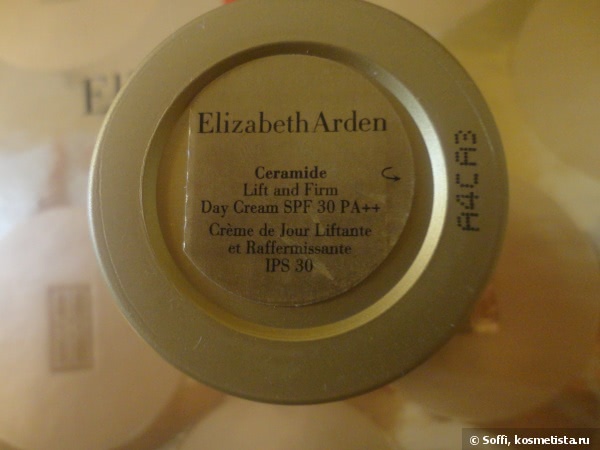 El
Elizabeth Arden
Ceramide
Lift and Firm
Day Cream SPF 30 PA++
Crème de Jour Liftante
et Raffermissante
IPS 30
A4CA3
© Soffi, kosmetista.ru